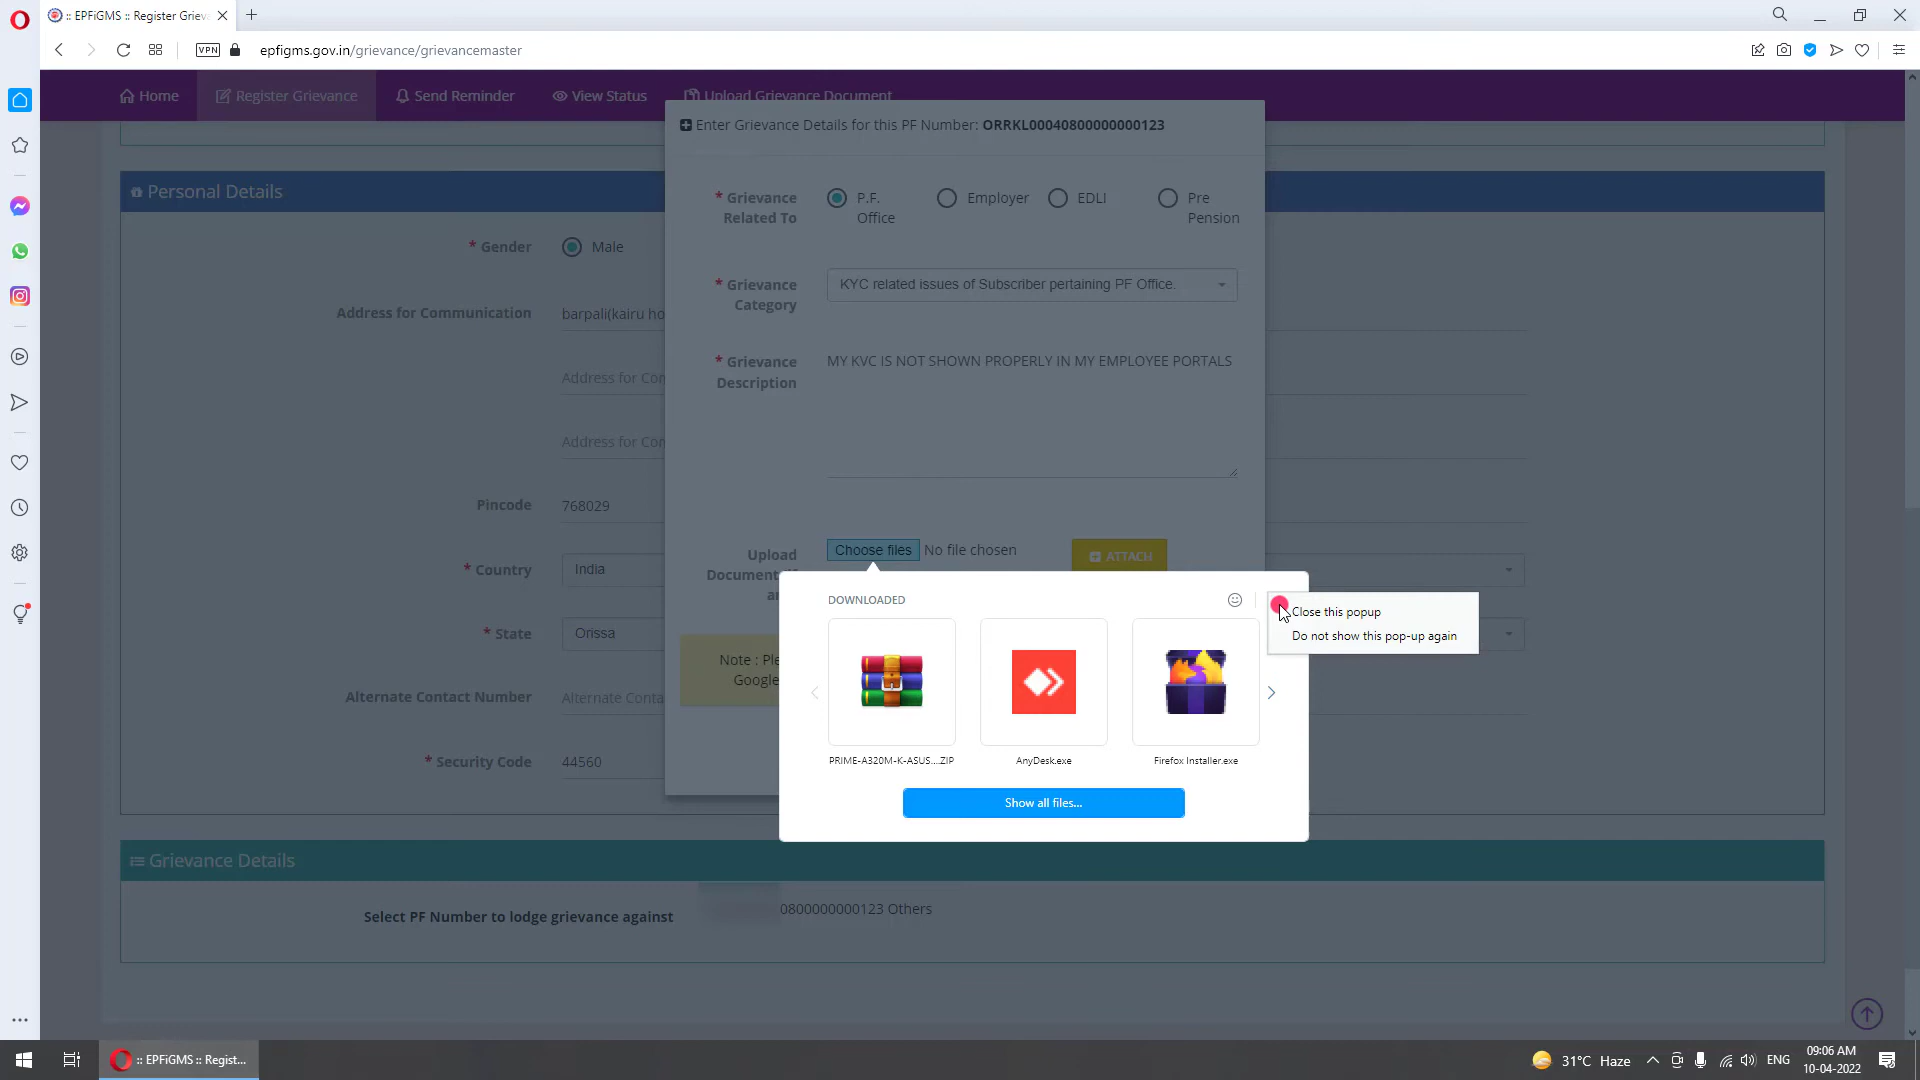 :: EPFiGMS :: Register Griev
VPN
epfigms.gov.in/grievance/grievancemaster
Home
Register Grievance
Send Reminder
View Status
Upload Grievance Document
Enter Grievance Details for this PF Number: ORRKL00040800000000123
Personal Details
* Grievance Related To
P.F. Office
Employer
EDLI
Pre Pension
* Gender
Male
* Grievance Category
KYC related issues of Subscriber pertaining PF Office.
Address for Communication
barpali(kairu ho
* Grievance Description
MY KVC IS NOT SHOWN PROPERLY IN MY EMPLOYEE PORTALS
Address for Con
Address for Con
Pincode
768029
Upload Document
Choose files
No file chosen
ATTACH
* Country
India
DOWNLOADED
Close this popup
Do not show this pop-up again
* State
Orissa
Note : Ple
Google
Alternate Contact Number
Alternate Conta
PRIME-A320M-K-ASUS....ZIP
AnyDesk.exe
Firefox Installer.exe
* Security Code
44560
Show all files...
Grievance Details
Select PF Number to lodge grievance against
0800000000123 Others
:: EPFiGMS :: Regist...
31°C Haze
ENG
09:06 AM
10-04-2022